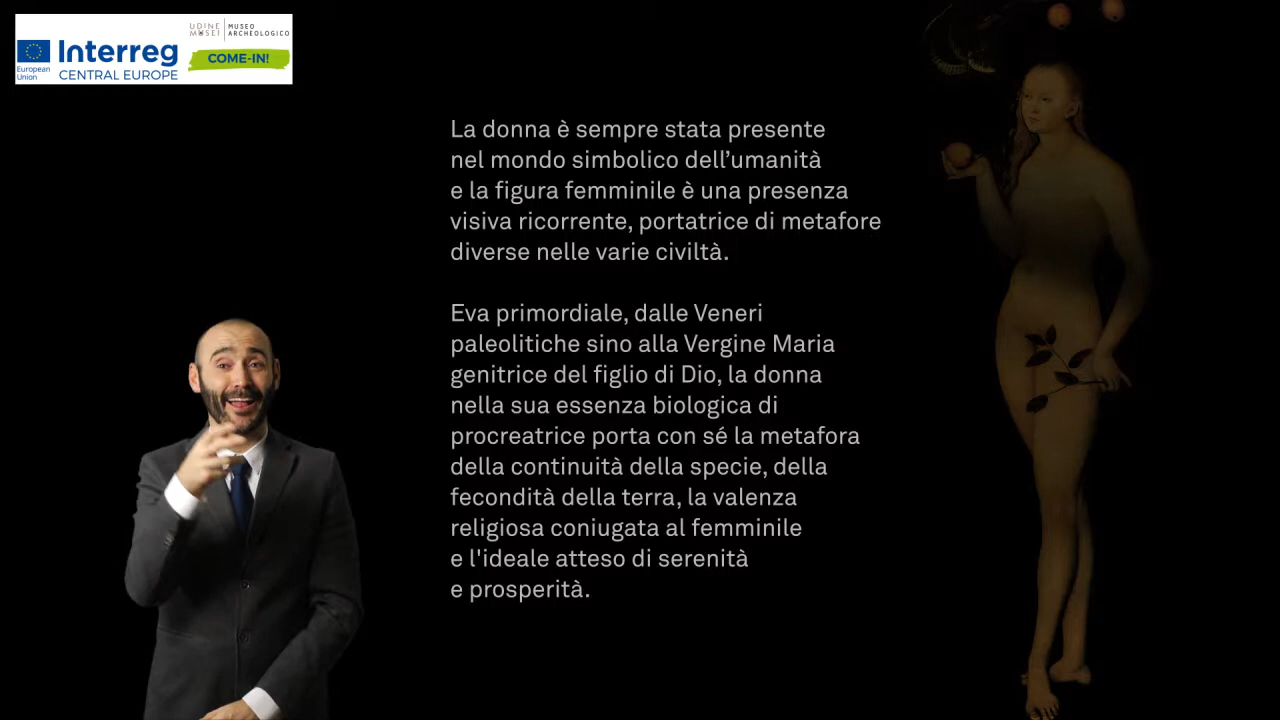 UDINE MUSEI
MUSEO ARCHEOLOGICO
Interreg
CENTRAL EUROPE
European Union
COME-IN!
La donna è sempre stata presente
nel mondo simbolico dell’umanità
e la figura femminile è una presenza
visiva ricorrente, portatrice di metafore
diverse nelle varie civiltà.
Eva primordiale, dalle Veneri
paleolitiche sino alla Vergine Maria
genitrice del figlio di Dio, la donna
nella sua essenza biologica di
procreatrice porta con sé la metafora
della continuità della specie, della
fecondità della terra, la valenza
religiosa coniugata al femminile
e l'ideale atteso di serenità
e prosperità.